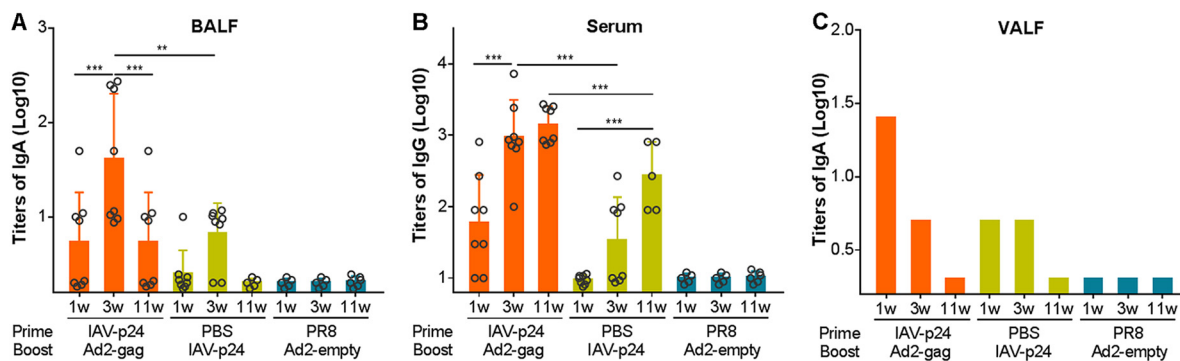 A
BALF
Titers of IgA (Log10)
3
2
1
***
***
**
1w 3w 11w 1w 3w 11w 1w 3w 11w
Prime IAV-p24 PBS PR8
Boost Ad2-gag IAV-p24 Ad2-empty
B
Serum
Titers of IgG (Log10)
4
3
2
1
***
***
***
***
1w 3w 11w 1w 3w 11w 1w 3w 11w
Prime IAV-p24 PBS PR8
Boost Ad2-gag IAV-p24 Ad2-empty
C
VALF
Titers of IgA (Log10)
2.0
1.5
1.0
0.5
1w 3w 11w 1w 3w 11w 1w 3w 11w
Prime IAV-p24 PBS PR8
Boost Ad2-gag IAV-p24 Ad2-empty